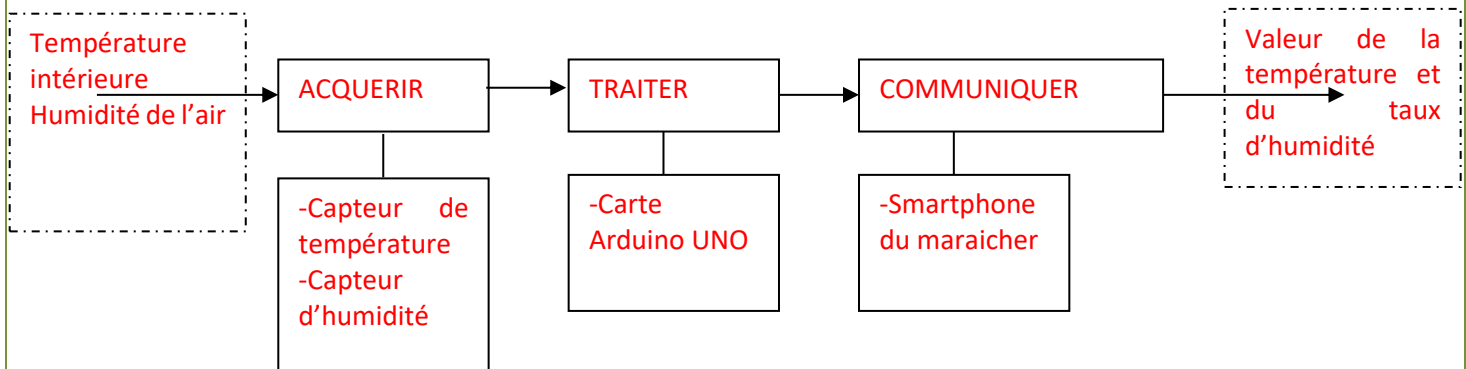 Température
intérieure
Humidité de l'air
ACQUERIR
TRAITER
COMMUNIQUER
Valeur de la
température et
du taux
d'humidité
-Capteur de
température
-Capteur
d'humidité
-Carte
Arduino UNO
-Smartphone
du maraicher